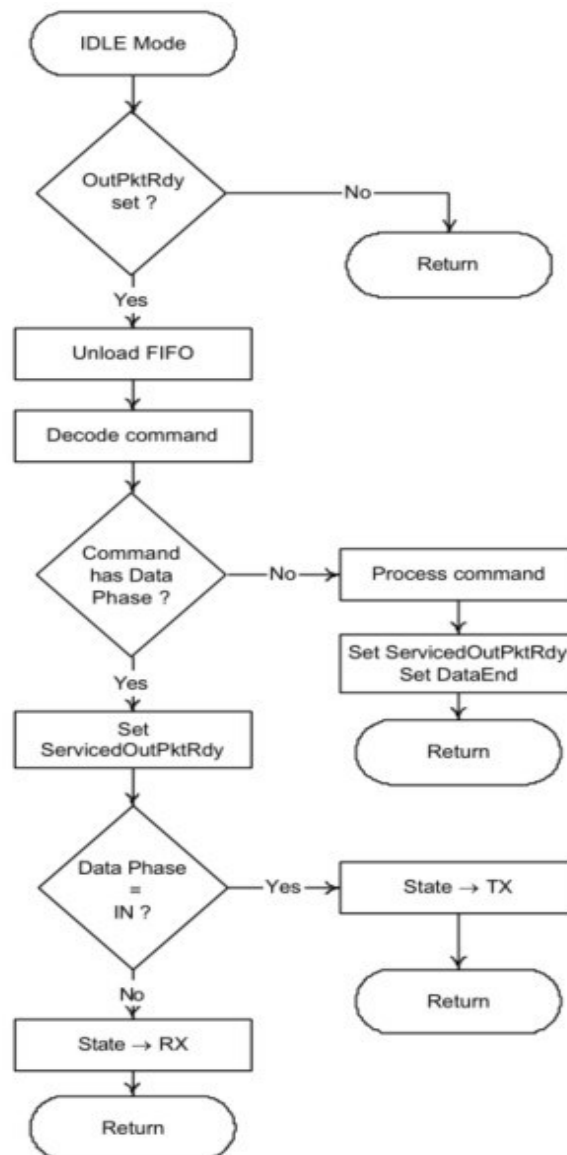 IDLE Mode
OutPktRdy
set ?
No
Return
Yes
Unload FIFO
Decode command
Command
has Data
Phase ?
No
Process command
Set ServicedOutPktRdy
Set DataEnd
Return
Yes
Set
ServicedOutPktRdy
Data Phase
=
IN ?
Yes
State → TX
Return
No
State → RX
Return